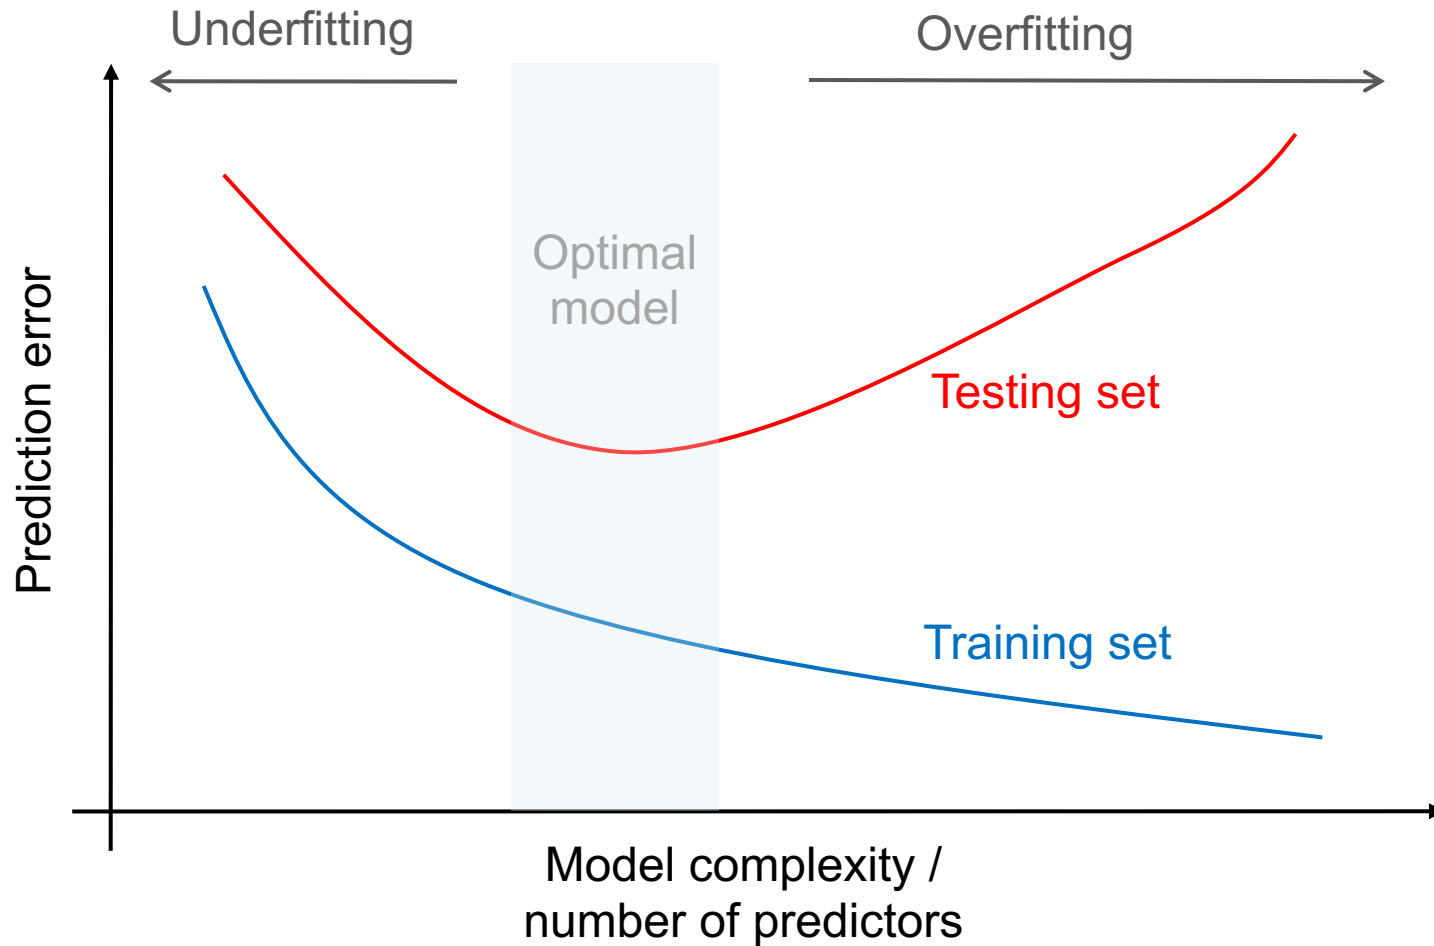 Underfitting
Overfitting
Optimal
model
Prediction error
Testing set
Training set
Model complexity /
number of predictors